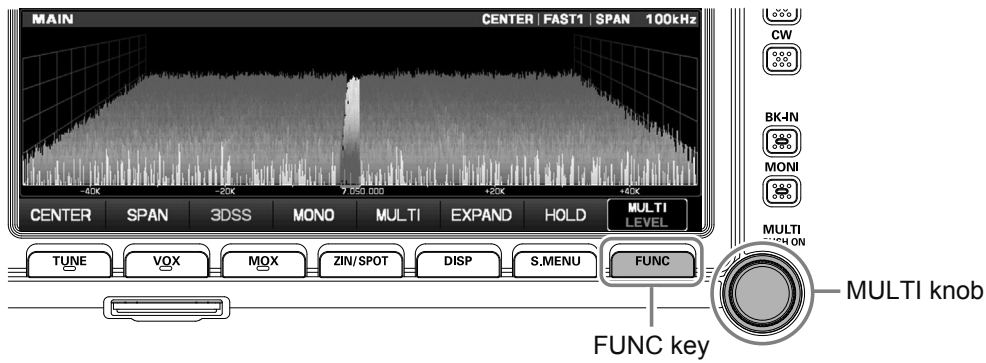 MAIN CENTER FAST1 SPAN 100kHz
CW
BK-IN
MONI
-40K -20K 7.050.000 +20K +40K
CENTER SPAN 3DSS MONO MULTI EXPAND HOLD MULTI
LEVEL
MULTI
PUSH ON
TUNE VOX MOX ZIN/SPOT DISP S.MENU FUNC
MULTI knob
FUNC key